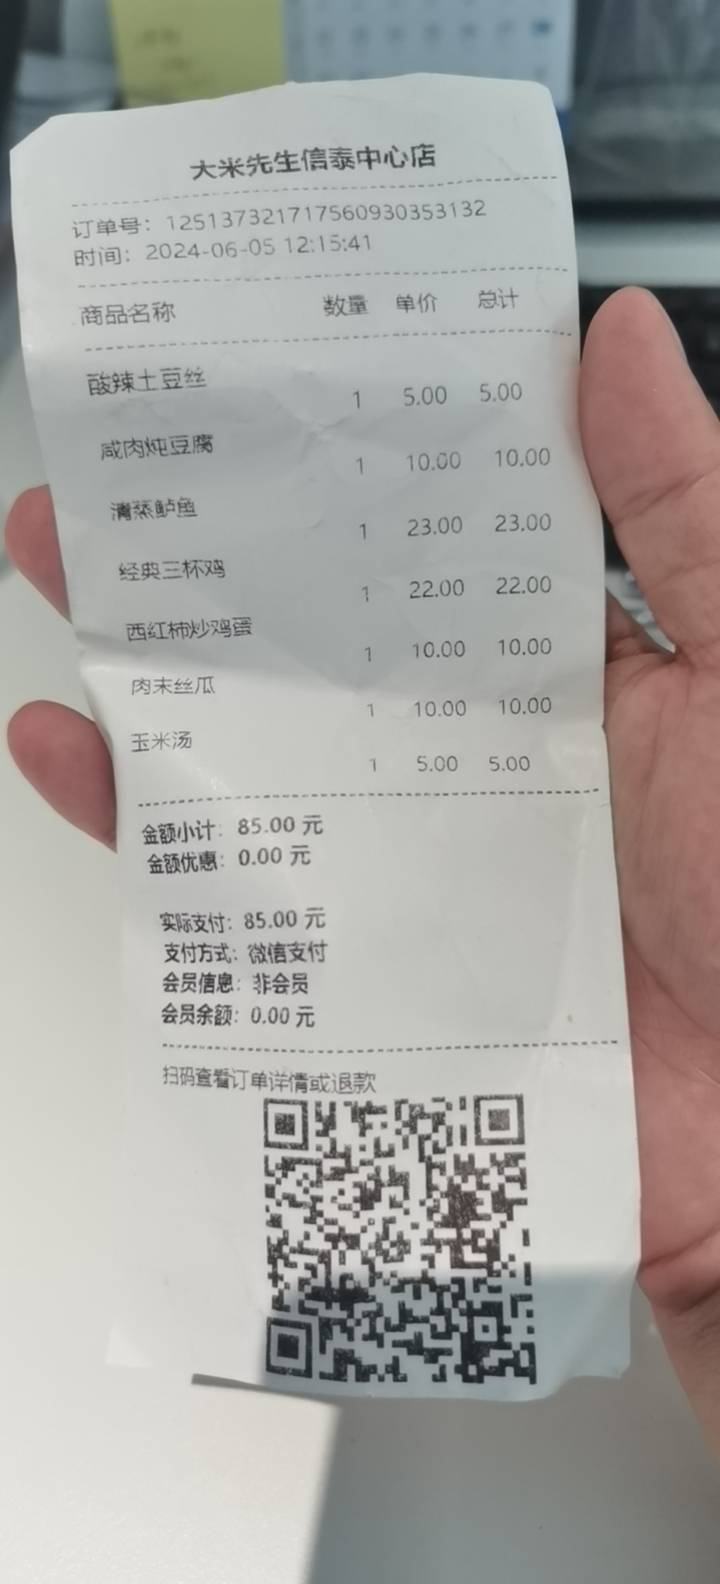 大米先生信泰中心店
订单号：1251373217175609303​53132
时间：2024-06-05 12:15:41
商品名称 数量 单价 总计
酸辣土豆丝
1 5.00 5.00
咸肉炖豆腐
1 10.00 10.00
清蒸鲈鱼
1 23.00 23.00
经典三杯鸡
1 22.00 22.00
西红柿炒鸡蛋
1 10.00 10.00
肉末丝瓜
1 10.00 10.00
玉米汤
1 5.00 5.00
金额小计：85.00 元
金额优惠：0.00 元
实际支付：85.00 元
支付方式：微信支付
会员信息：非会员
会员余额：0.00 元
扫码查看订单详情或退款